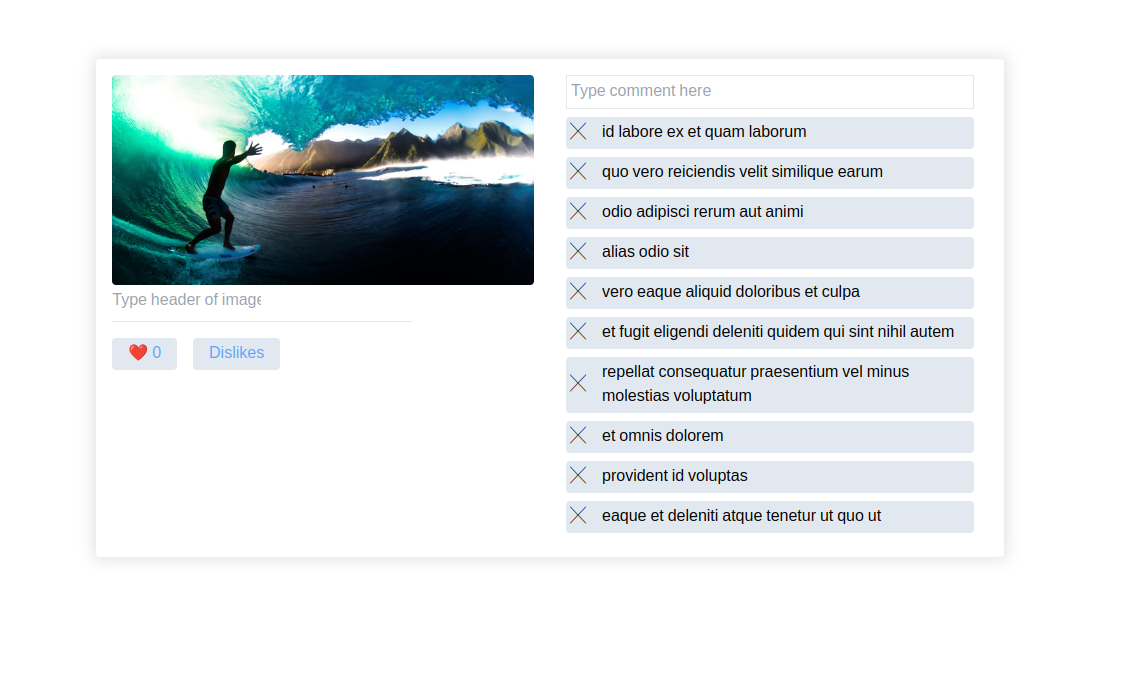 Type header of image
❤️ 0
Dislikes
Type comment here
id labore ex et quam laborum
quo vero reiciendis velit similique earum
odio adipisci rerum aut animi
alias odio sit
vero eaque aliquid doloribus et culpa
et fugit eligendi deleniti quidem qui sint nihil autem
repellat consequatur praesentium vel minus
molestias voluptatum
et omnis dolorem
provident id voluptas
eaque et deleniti atque tenetur ut quo ut